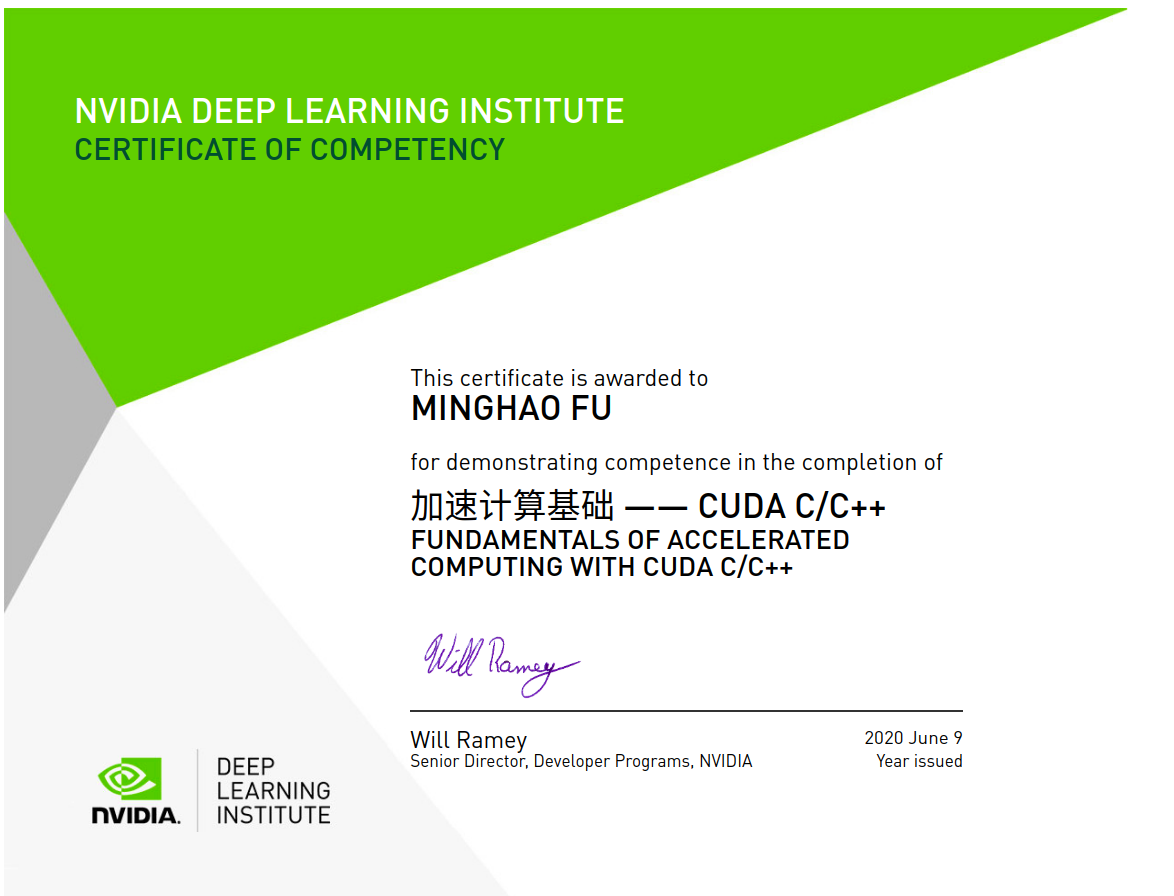 NVIDIA DEEP LEARNING INSTITUTE
CERTIFICATE OF COMPETENCY
This certificate is awarded to
MINGHAO FU
for demonstrating competence in the completion of
加速计算基础 —— CUDA C/C++
FUNDAMENTALS OF ACCELERATED
COMPUTING WITH CUDA C/C++
Will Ramey
Will Ramey
Senior Director, Developer Programs, NVIDIA
2020 June 9
Year issued
NVIDIA.
DEEP
LEARNING
INSTITUTE